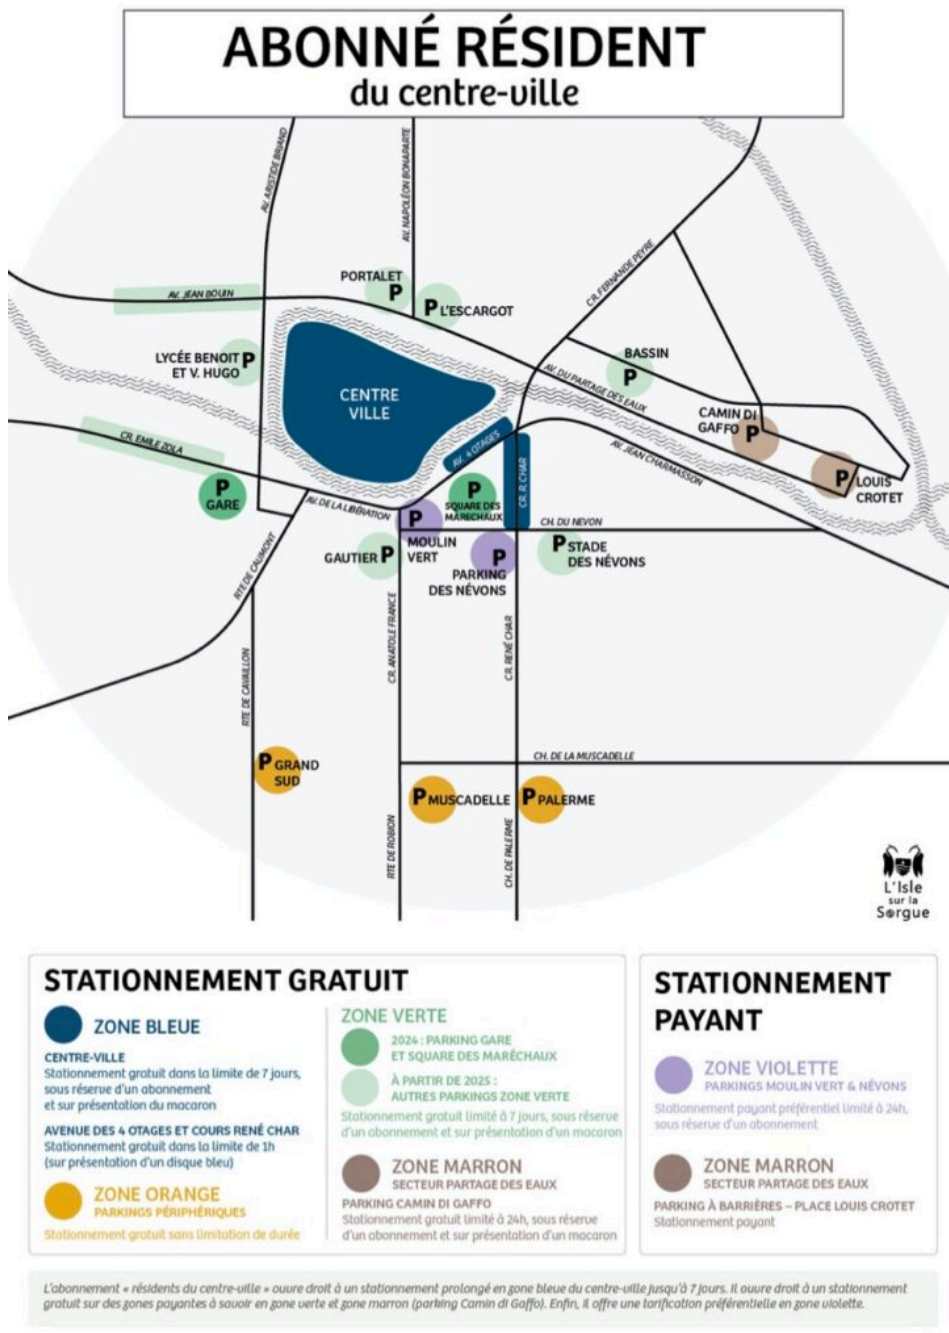 ABONNÉ RÉSIDENT
du centre-ville
AV. ARISTIDE BRIAND
AV. NAPOLÉON BONAPARTE
CR. FERNANDE PEYRE
PORTALET
P
P L'ESCARGOT
AV. JEAN BOUIN
LYCÉE BENOIT P
ET V. HUGO
CENTRE
VILLE
BASSIN
P
AV. DU PARTAGE DES EAUX
CAMIN DI
GAFFO P
P LOUIS
CROTET
AV. JEAN CHARMASSON
CR. EMILE ZOLA
AV. 4 OTAGES
CR. R. CHAR
P
GARE
AV. DE LA LIBÉRATION
P
SQUARE DES
MARECHAUX
P
MOULIN
VERT
CH. DU NEVON
GAUTIER P
P
PARKING
DES NÉVONS
P STADE
DES NÉVONS
RTE DE CAUMONT
CR. ANATOLE FRANCE
CR. RENÉ CHAR
RTE DE CAVAILLON
CH. DE LA MUSCADELLE
P GRAND
SUD
P MUSCADELLE
P PALERME
RTE DE ROBION
CH. DE PALERME
L'Isle
sur la
Sorgue
STATIONNEMENT GRATUIT
ZONE BLEUE
CENTRE-VILLE
Stationnement gratuit dans la limite de 7 jours,
sous réserve d'un abonnement
et sur présentation du macaron
AVENUE DES 4 OTAGES ET COURS RENÉ CHAR
Stationnement gratuit dans la limite de 1h
(sur présentation d'un disque bleu)
ZONE ORANGE
PARKINGS PÉRIPHÉRIQUES
Stationnement gratuit sans limitation de durée
ZONE VERTE
2024 : PARKING GARE
ET SQUARE DES MARÉCHAUX
À PARTIR DE 2025 :
AUTRES PARKINGS ZONE VERTE
Stationnement gratuit limité à 7 jours, sous réserve
d'un abonnement et sur présentation d'un macaron
ZONE MARRON
SECTEUR PARTAGE DES EAUX
PARKING CAMIN DI GAFFO
Stationnement gratuit limité à 24h, sous réserve
d'un abonnement et sur présentation d'un macaron
STATIONNEMENT
PAYANT
ZONE VIOLETTE
PARKINGS MOULIN VERT & NÉVONS
Stationnement payant préférentiel limité à 24h,
sous réserve d'un abonnement
ZONE MARRON
SECTEUR PARTAGE DES EAUX
PARKING À BARRIÈRES – PLACE LOUIS CROTET
Stationnement payant
L'abonnement « résidents du centre-ville » ouvre droit à un stationnement prolongé en zone bleue du centre-ville jusqu'à 7 jours. Il ouvre droit à un stationnement
gratuit sur des zones payantes à savoir en zone verte et zone marron (parking Camin di Gaffo). Enfin, il offre une tarification préférentielle en zone violette.